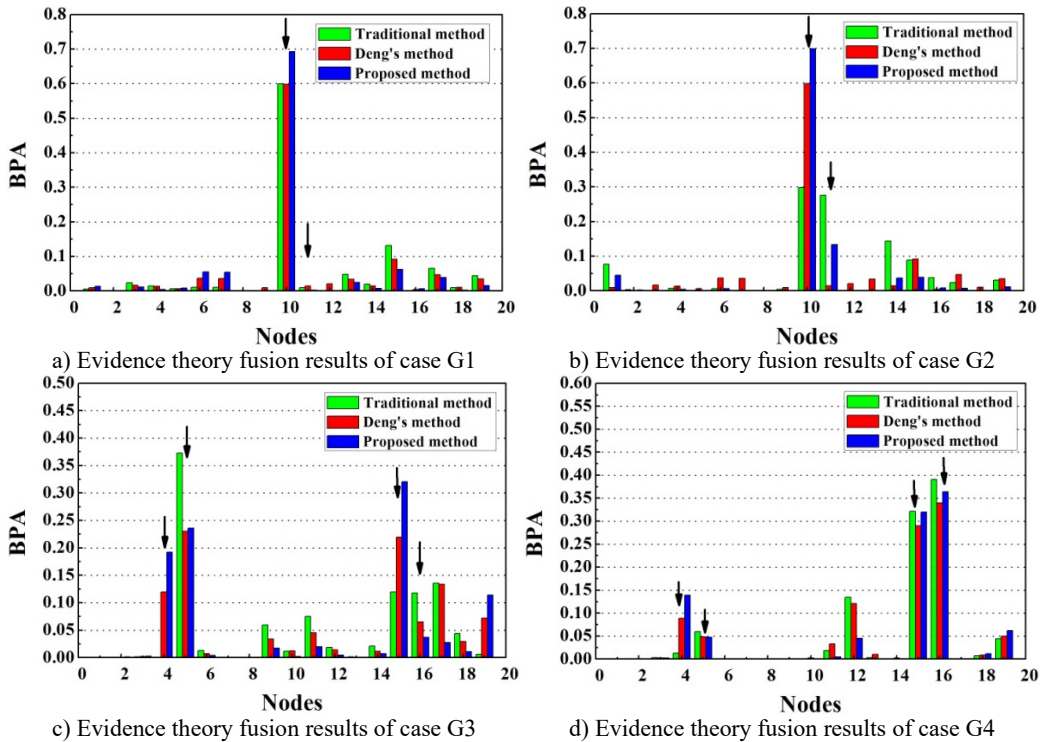 0.8
0.7
0.6
0.5
0.4
0.3
0.2
0.1
0.0
BPA
Traditional method
Deng's method
Proposed method
0 2 4 6 8 10 12 14 16 18 20
Nodes
a) Evidence theory fusion results of case G1
0.8
0.7
0.6
0.5
0.4
0.3
0.2
0.1
0.0
BPA
Traditional method
Deng's method
Proposed method
0 2 4 6 8 10 12 14 16 18 20
Nodes
b) Evidence theory fusion results of case G2
0.50
0.45
0.40
0.35
0.30
0.25
0.20
0.15
0.10
0.05
0.00
BPA
Traditional method
Deng's method
Proposed method
0 2 4 6 8 10 12 14 16 18 20
Nodes
c) Evidence theory fusion results of case G3
0.60
0.55
0.50
0.45
0.40
0.35
0.30
0.25
0.20
0.15
0.10
0.05
0.00
BPA
Traditional method
Deng's method
Proposed method
0 2 4 6 8 10 12 14 16 18 20
Nodes
d) Evidence theory fusion results of case G4